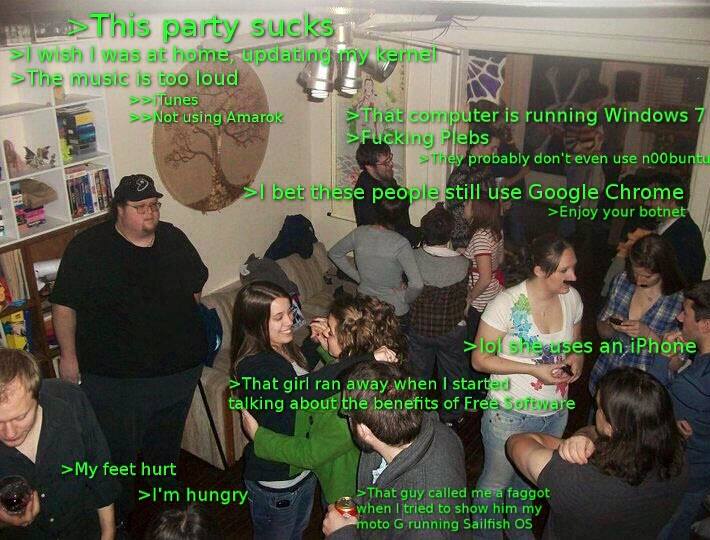 >This party sucks
>I wish I was at home, updating my kernel
>The music is too loud
>>iTunes
>>Not using Amarok
>That computer is running Windows 7
>Fucking Plebs
>They probably don't even use n00buntu
>I bet these people still use Google Chrome
>Enjoy your botnet
>lol she uses an iPhone
>That girl ran away when I started
talking about the benefits of Free Software
>My feet hurt
>I'm hungry
>That guy called me a faggot
when I tried to show him my
moto G running Sailfish OS